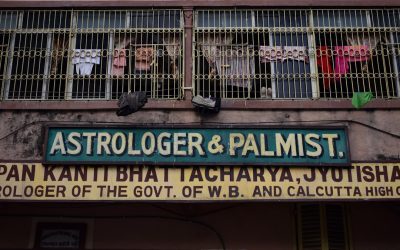 ASTROLOGER & PALMIST.
PAN KANTI BHATTACHARYA, JYOTISHA
ROLOGER OF THE GOVT. OF W.B. AND CALCUTTA HIGH